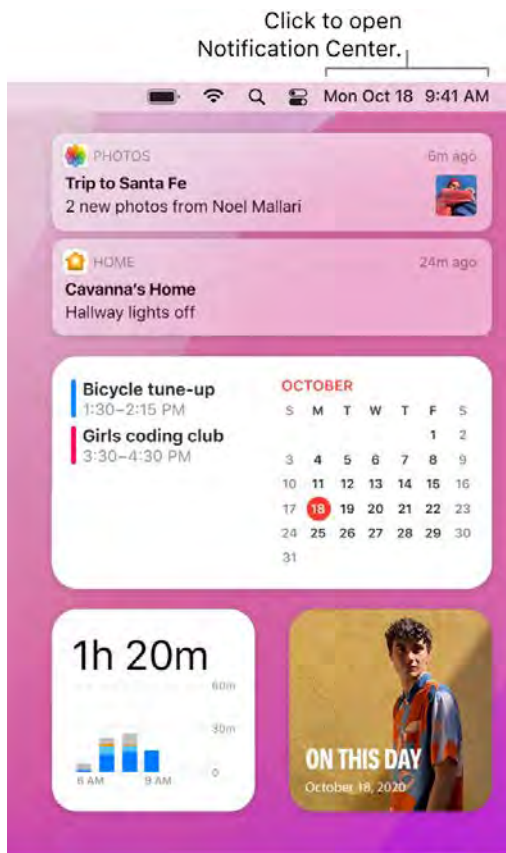 Click to open
Notification Center.
Mon Oct 18 9:41 AM
PHOTOS 6m ago
Trip to Santa Fe
2 new photos from Noel Mallari
HOME 24m ago
Cavanna's Home
Hallway lights off
Bicycle tune-up
1:30–2:15 PM
Girls coding club
3:30–4:30 PM
OCTOBER
S M T W T F S
1 2
3 4 5 6 7 8 9
10 11 12 13 14 15 16
17 18 19 20 21 22 23
24 25 26 27 28 29 30
31
1h 20m
60m
30m
0
6 AM 9 AM
ON THIS DAY
October 18, 2020